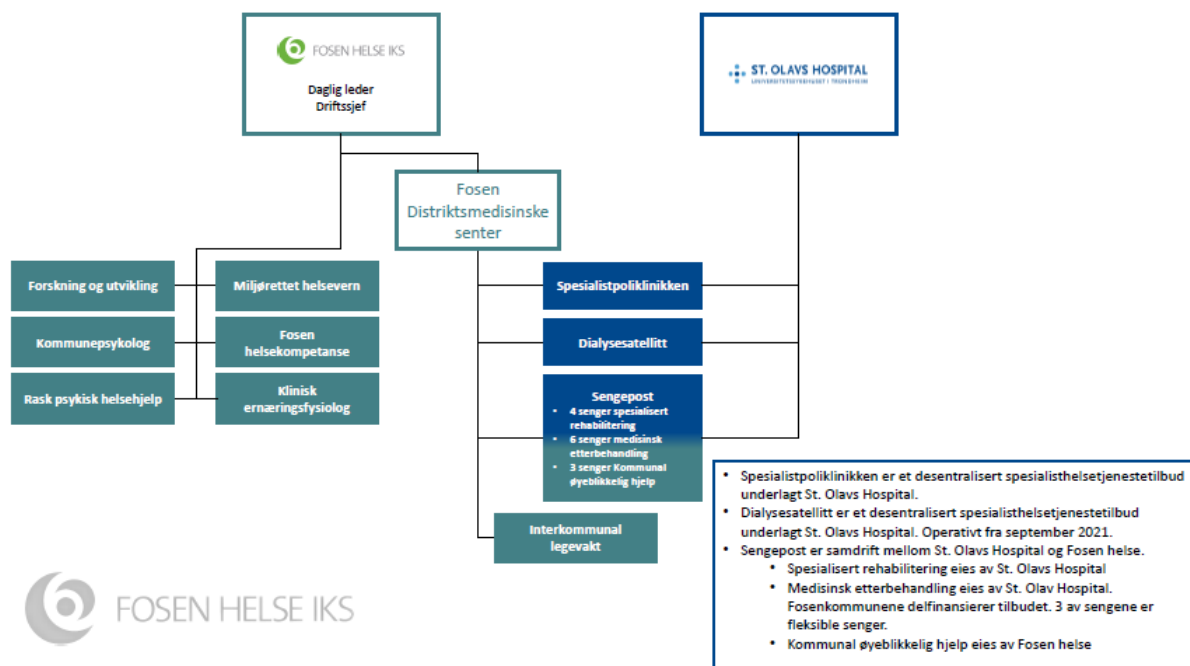 FOSEN HELSE IKS
Daglig leder
Driftssjef
ST. OLAVS HOSPITAL
UNIVERSITETSSYKEHUSET I TRONDHEIM
Fosen
Distriktsmedisinske
senter
Forskning og utvikling
Miljørettet helsevern
Kommunepsykolog
Fosen
helsekompetanse
Rask psykisk helsehjelp
Klinisk
ernæringsfysiolog
Spesialistpoliklinikken
Dialysesatellitt
Sengepost
• 4 senger spesialisert
rehabilitering
• 6 senger medisinsk
etterbehandling
• 3 senger Kommunal
øyeblikkelig hjelp
Interkommunal
legevakt
• Spesialistpoliklinikken er et desentralisert spesialisthelsetjenestetilbud
underlagt St. Olavs Hospital.
• Dialysesatellitt er et desentralisert spesialisthelsetjenestetilbud
underlagt St. Olavs Hospital. Operativt fra september 2021.
• Sengepost er samdrift mellom St. Olavs Hospital og Fosen helse.
• Spesialisert rehabilitering eies av St. Olavs Hospital
• Medisinsk etterbehandling eies av St. Olav Hospital.
Fosenkommunene delfinansierer tilbudet. 3 av sengene er
fleksible senger.
• Kommunal øyeblikkelig hjelp eies av Fosen helse
FOSEN HELSE IKS